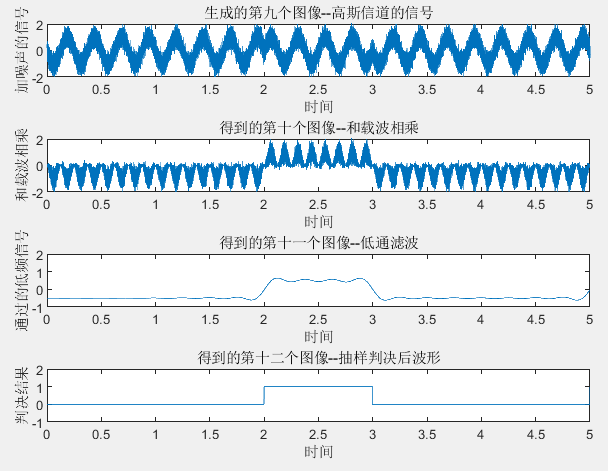 生成的第九个图像--高斯信道的信号
加噪声的信号
2
0
-2
0 0.5 1 1.5 2 2.5 3 3.5 4 4.5 5
时间
得到的第十个图像--和载波相乘
和载波相乘
2
0
-2
0 0.5 1 1.5 2 2.5 3 3.5 4 4.5 5
时间
得到的第十一个图像--低通滤波
通过的低频信号
2
1
0
-1
0 0.5 1 1.5 2 2.5 3 3.5 4 4.5 5
时间
得到的第十二个图像--抽样判决后波形
判决结果
2
1
0
-1
0 0.5 1 1.5 2 2.5 3 3.5 4 4.5 5
时间